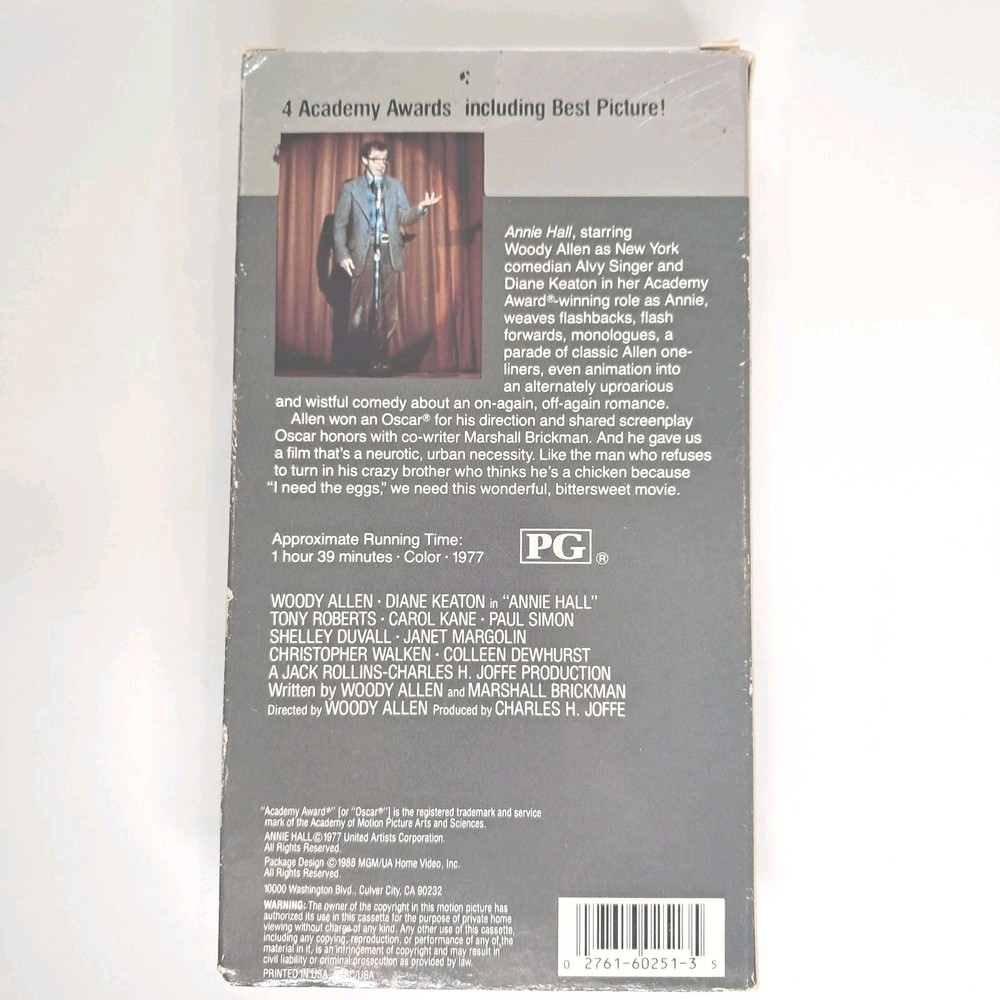 4 Academy Awards including Best Picture!
Annie Hall, starring
Woody Allen as New York
comedian Alvy Singer and
Diane Keaton in her Academy
Award®-winning role as Annie,
weaves flashbacks, flash
forwards, monologues, a
parade of classic Allen one-
liners, even animation into
an alternately uproarious
and wistful comedy about an on-again, off-again romance.
Allen won an Oscar® for his direction and shared screenplay
Oscar honors with co-writer Marshall Brickman. And he gave us
a film that's a neurotic, urban necessity. Like the man who refuses
to turn in his crazy brother who thinks he's a chicken because
"I need the eggs," we need this wonderful, bittersweet movie.
Approximate Running Time:
1 hour 39 minutes · Color · 1977
PG ®
WOODY ALLEN · DIANE KEATON in "ANNIE HALL"
TONY ROBERTS · CAROL KANE · PAUL SIMON
SHELLEY DUVALL · JANET MARGOLIN
CHRISTOPHER WALKEN · COLLEEN DEWHURST
A JACK ROLLINS-CHARLES H. JOFFE PRODUCTION
Written by WOODY ALLEN and MARSHALL BRICKMAN
Directed by WOODY ALLEN Produced by CHARLES H. JOFFE
"Academy Award®" [or "Oscar®"] is the registered trademark and service
mark of the Academy of Motion Picture Arts and Sciences.
ANNIE HALL © 1977 United Artists Corporation.
All Rights Reserved.
Package Design © 1988 MGM/UA Home Video, Inc.
All Rights Reserved.
10000 Washington Blvd., Culver City, CA 90232
WARNING: The owner of the copyright in this motion picture has
authorized its use in this cassette for the purpose of private home
viewing without charge of any kind. Any other use of this cassette,
including any copying, reproduction, or performance of any of the
material in it, is an infringement of copyright and may result in
civil liability or criminal prosecution as provided by law.
PRINTED IN USA
0 2761-60251-3 5